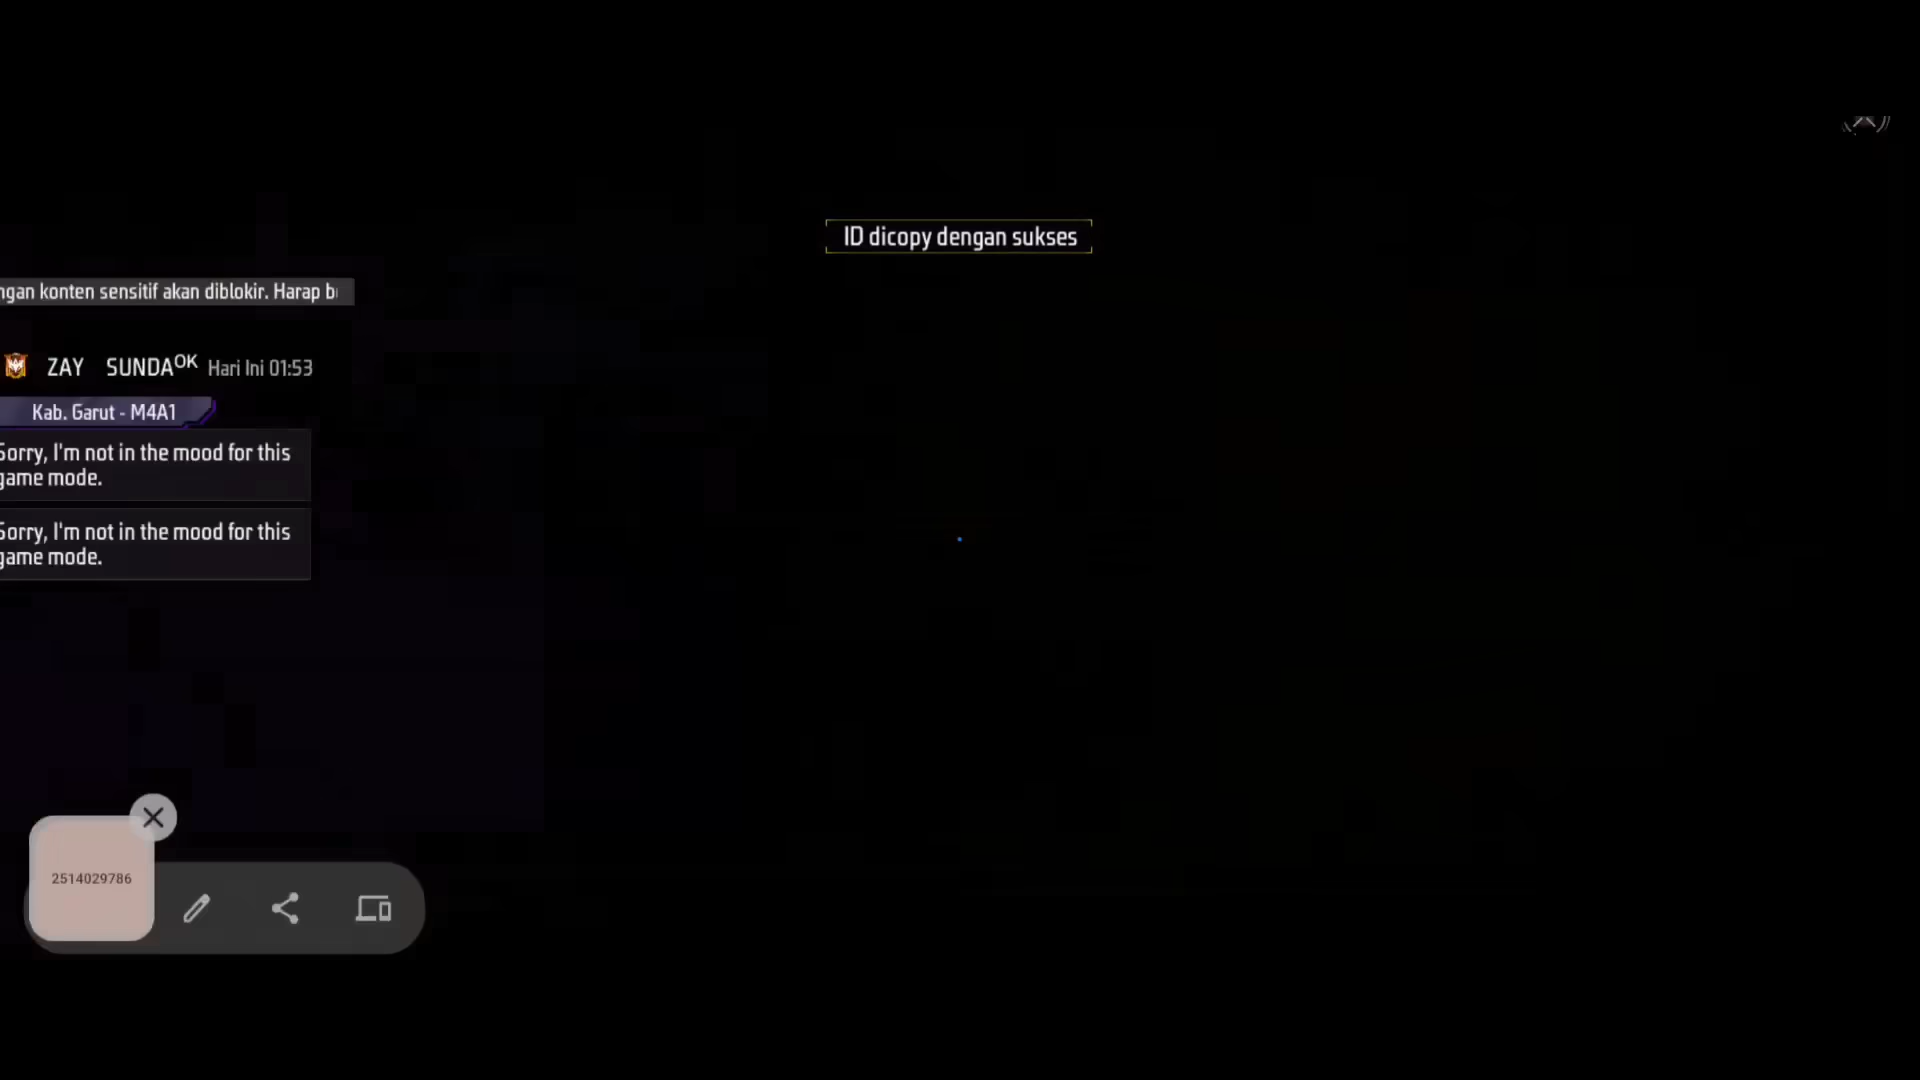 ID dicopy dengan sukses
ngan konten sensitif akan diblokir. Harap b
ZAY SUNDAᴼᴷ Hari Ini 01:53
Kab. Garut - M4A1
Sorry, I'm not in the mood for this
game mode.
Sorry, I'm not in the mood for this
game mode.
2514029786